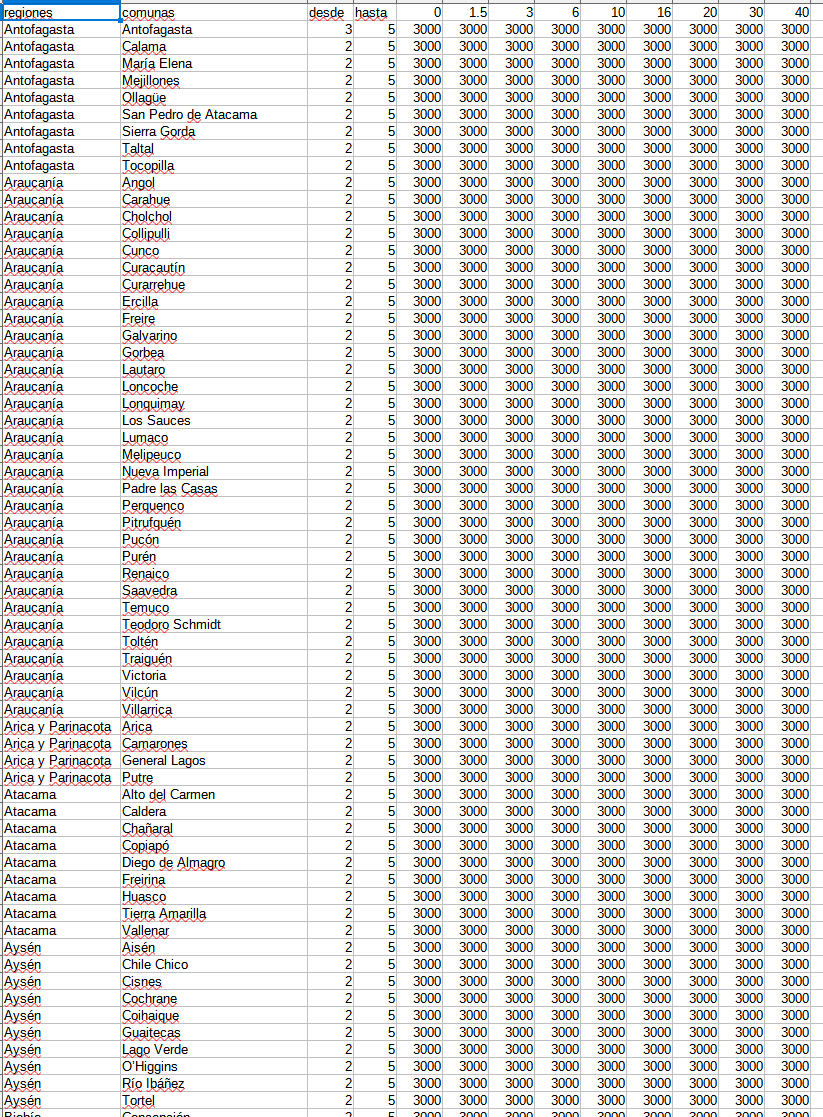 regiones comunas desde hasta 0 1.5 3 6 10 16 20 30 40
Antofagasta Antofagasta 3 5 3000 3000 3000 3000 3000 3000 3000 3000 3000
Antofagasta Calama 2 5 3000 3000 3000 3000 3000 3000 3000 3000 3000
Antofagasta María Elena 2 5 3000 3000 3000 3000 3000 3000 3000 3000 3000
Antofagasta Mejillones 2 5 3000 3000 3000 3000 3000 3000 3000 3000 3000
Antofagasta Ollagüe 2 5 3000 3000 3000 3000 3000 3000 3000 3000 3000
Antofagasta San Pedro de Atacama 2 5 3000 3000 3000 3000 3000 3000 3000 3000 3000
Antofagasta Sierra Gorda 2 5 3000 3000 3000 3000 3000 3000 3000 3000 3000
Antofagasta Taltal 2 5 3000 3000 3000 3000 3000 3000 3000 3000 3000
Antofagasta Tocopilla 2 5 3000 3000 3000 3000 3000 3000 3000 3000 3000
Araucanía Angol 2 5 3000 3000 3000 3000 3000 3000 3000 3000 3000
Araucanía Carahue 2 5 3000 3000 3000 3000 3000 3000 3000 3000 3000
Araucanía Cholchol 2 5 3000 3000 3000 3000 3000 3000 3000 3000 3000
Araucanía Collipulli 2 5 3000 3000 3000 3000 3000 3000 3000 3000 3000
Araucanía Cunco 2 5 3000 3000 3000 3000 3000 3000 3000 3000 3000
Araucanía Curacautín 2 5 3000 3000 3000 3000 3000 3000 3000 3000 3000
Araucanía Curarrehue 2 5 3000 3000 3000 3000 3000 3000 3000 3000 3000
Araucanía Ercilla 2 5 3000 3000 3000 3000 3000 3000 3000 3000 3000
Araucanía Freire 2 5 3000 3000 3000 3000 3000 3000 3000 3000 3000
Araucanía Galvarino 2 5 3000 3000 3000 3000 3000 3000 3000 3000 3000
Araucanía Gorbea 2 5 3000 3000 3000 3000 3000 3000 3000 3000 3000
Araucanía Lautaro 2 5 3000 3000 3000 3000 3000 3000 3000 3000 3000
Araucanía Loncoche 2 5 3000 3000 3000 3000 3000 3000 3000 3000 3000
Araucanía Lonquimay 2 5 3000 3000 3000 3000 3000 3000 3000 3000 3000
Araucanía Los Sauces 2 5 3000 3000 3000 3000 3000 3000 3000 3000 3000
Araucanía Lumaco 2 5 3000 3000 3000 3000 3000 3000 3000 3000 3000
Araucanía Melipeuco 2 5 3000 3000 3000 3000 3000 3000 3000 3000 3000
Araucanía Nueva Imperial 2 5 3000 3000 3000 3000 3000 3000 3000 3000 3000
Araucanía Padre las Casas 2 5 3000 3000 3000 3000 3000 3000 3000 3000 3000
Araucanía Perquenco 2 5 3000 3000 3000 3000 3000 3000 3000 3000 3000
Araucanía Pitrufquén 2 5 3000 3000 3000 3000 3000 3000 3000 3000 3000
Araucanía Pucón 2 5 3000 3000 3000 3000 3000 3000 3000 3000 3000
Araucanía Purén 2 5 3000 3000 3000 3000 3000 3000 3000 3000 3000
Araucanía Renaico 2 5 3000 3000 3000 3000 3000 3000 3000 3000 3000
Araucanía Saavedra 2 5 3000 3000 3000 3000 3000 3000 3000 3000 3000
Araucanía Temuco 2 5 3000 3000 3000 3000 3000 3000 3000 3000 3000
Araucanía Teodoro Schmidt 2 5 3000 3000 3000 3000 3000 3000 3000 3000 3000
Araucanía Toltén 2 5 3000 3000 3000 3000 3000 3000 3000 3000 3000
Araucanía Traiguén 2 5 3000 3000 3000 3000 3000 3000 3000 3000 3000
Araucanía Victoria 2 5 3000 3000 3000 3000 3000 3000 3000 3000 3000
Araucanía Vilcún 2 5 3000 3000 3000 3000 3000 3000 3000 3000 3000
Araucanía Villarrica 2 5 3000 3000 3000 3000 3000 3000 3000 3000 3000
Arica y Parinacota Arica 2 5 3000 3000 3000 3000 3000 3000 3000 3000 3000
Arica y Parinacota Camarones 2 5 3000 3000 3000 3000 3000 3000 3000 3000 3000
Arica y Parinacota General Lagos 2 5 3000 3000 3000 3000 3000 3000 3000 3000 3000
Arica y Parinacota Putre 2 5 3000 3000 3000 3000 3000 3000 3000 3000 3000
Atacama Alto del Carmen 2 5 3000 3000 3000 3000 3000 3000 3000 3000 3000
Atacama Caldera 2 5 3000 3000 3000 3000 3000 3000 3000 3000 3000
Atacama Chañaral 2 5 3000 3000 3000 3000 3000 3000 3000 3000 3000
Atacama Copiapó 2 5 3000 3000 3000 3000 3000 3000 3000 3000 3000
Atacama Diego de Almagro 2 5 3000 3000 3000 3000 3000 3000 3000 3000 3000
Atacama Freirina 2 5 3000 3000 3000 3000 3000 3000 3000 3000 3000
Atacama Huasco 2 5 3000 3000 3000 3000 3000 3000 3000 3000 3000
Atacama Tierra Amarilla 2 5 3000 3000 3000 3000 3000 3000 3000 3000 3000
Atacama Vallenar 2 5 3000 3000 3000 3000 3000 3000 3000 3000 3000
Aysén Aisén 2 5 3000 3000 3000 3000 3000 3000 3000 3000 3000
Aysén Chile Chico 2 5 3000 3000 3000 3000 3000 3000 3000 3000 3000
Aysén Cisnes 2 5 3000 3000 3000 3000 3000 3000 3000 3000 3000
Aysén Cochrane 2 5 3000 3000 3000 3000 3000 3000 3000 3000 3000
Aysén Coihaique 2 5 3000 3000 3000 3000 3000 3000 3000 3000 3000
Aysén Guaitecas 2 5 3000 3000 3000 3000 3000 3000 3000 3000 3000
Aysén Lago Verde 2 5 3000 3000 3000 3000 3000 3000 3000 3000 3000
Aysén O'Higgins 2 5 3000 3000 3000 3000 3000 3000 3000 3000 3000
Aysén Río Ibáñez 2 5 3000 3000 3000 3000 3000 3000 3000 3000 3000
Aysén Tortel 2 5 3000 3000 3000 3000 3000 3000 3000 3000 3000